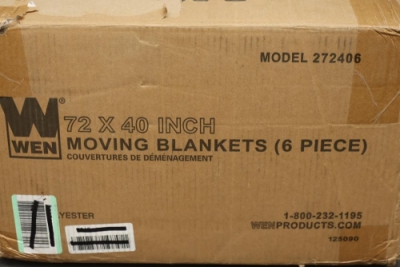 MODEL 272406
WEN®
72 X 40 INCH
MOVING BLANKETS (6 PIECE)
COUVERTURES DE DÉMÉNAGEMENT
YESTER
1-800-232-1195
WENPRODUCTS.COM
125090